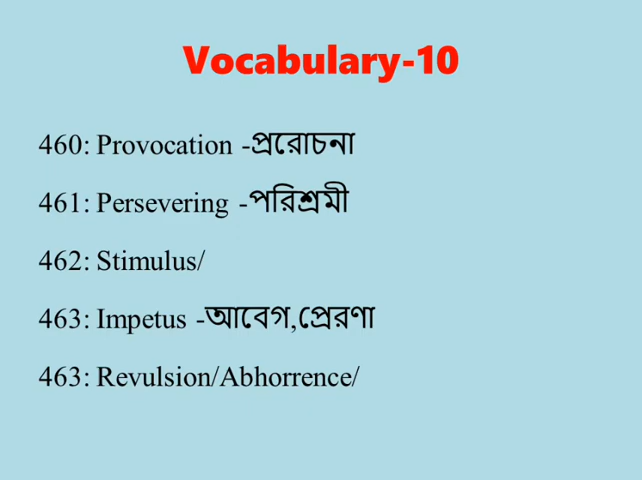 Vocabulary-10
460: Provocation -প্ররোচনা
461: Persevering -পরিশ্রমী
462: Stimulus/
463: Impetus -আবেগ,প্রেরণা
463: Revulsion/Abhorrence/